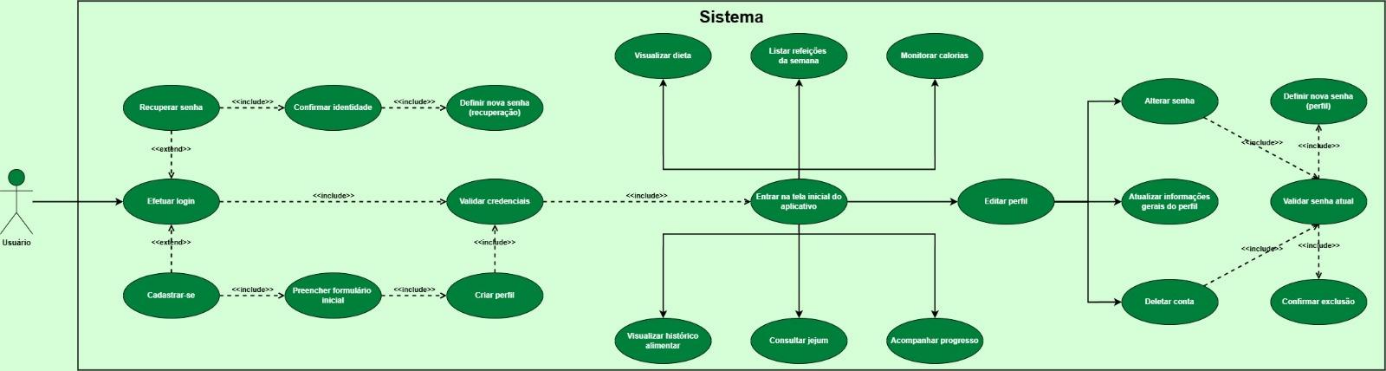 Sistema
Visualizar dieta
Listar refeições
da semana
Monitorar calorias
Recuperar senha
<<include>>
Confirmar identidade
<<include>>
Definir nova senha
(recuperação)
Alterar senha
Definir nova senha
(perfil)
<<extend>>
<<include>>
<<include>>
Usuário
Efetuar login
<<include>>
Validar credenciais
<<include>>
Entrar na tela inicial do
aplicativo
Editar perfil
Atualizar informações
gerais do perfil
Validar senha atual
<<extend>>
<<include>>
<<include>>
<<include>>
Cadastrar-se
<<include>>
Preencher formulário
inicial
<<include>>
Criar perfil
Deletar conta
Confirmar exclusão
Visualizar histórico
alimentar
Consultar jejum
Acompanhar progresso